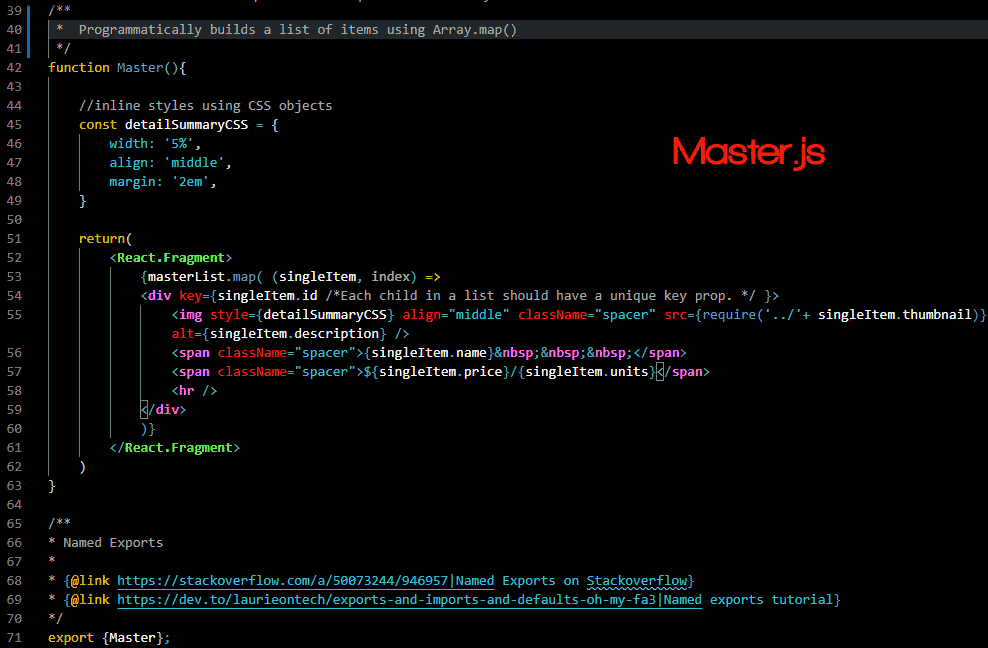 39 /**
40  *  Programmatically builds a list of items using Array.map()
41  */
42 function Master(){
43
44     //inline styles using CSS objects
45     const detailSummaryCSS = {
46         width: '5%',
47         align: 'middle',
48         margin: '2em',
49     }
50
51     return(
52         <React.Fragment>
53             {masterList.map( (singleItem, index) =>
54             <div key={singleItem.id /*Each child in a list should have a unique key prop. */ }>
55                 <img style={detailSummaryCSS} align="middle" className="spacer" src={require('../'+ singleItem.thumbnail)}
                alt={singleItem.description} />
56                 <span className="spacer">{singleItem.name}&nbsp;&nbsp;&nbsp;</span>
57                 <span className="spacer">${singleItem.price}/{singleItem.units}</span>
58                 <hr />
59             </div>
60             )}
61         </React.Fragment>
62     )
63 }
64
65 /**
66 * Named Exports
67 *
68 * {@link https://stackoverflow.com/a/50073244/946957|Named Exports on Stackoverflow}
69 * {@link https://dev.to/laurieontech/exports-and-imports-and-defaults-oh-my-fa3|Named exports tutorial}
70 */
71 export {Master};
Master.js